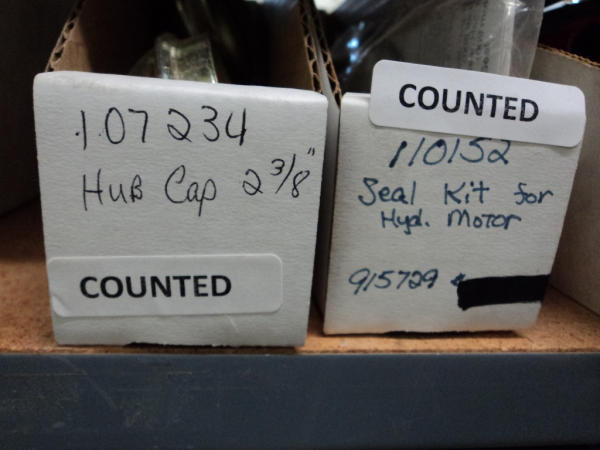 107234
Hub Cap 2 3/8"
COUNTED
COUNTED
110152
Seal Kit for
Hyd. Motor
915729